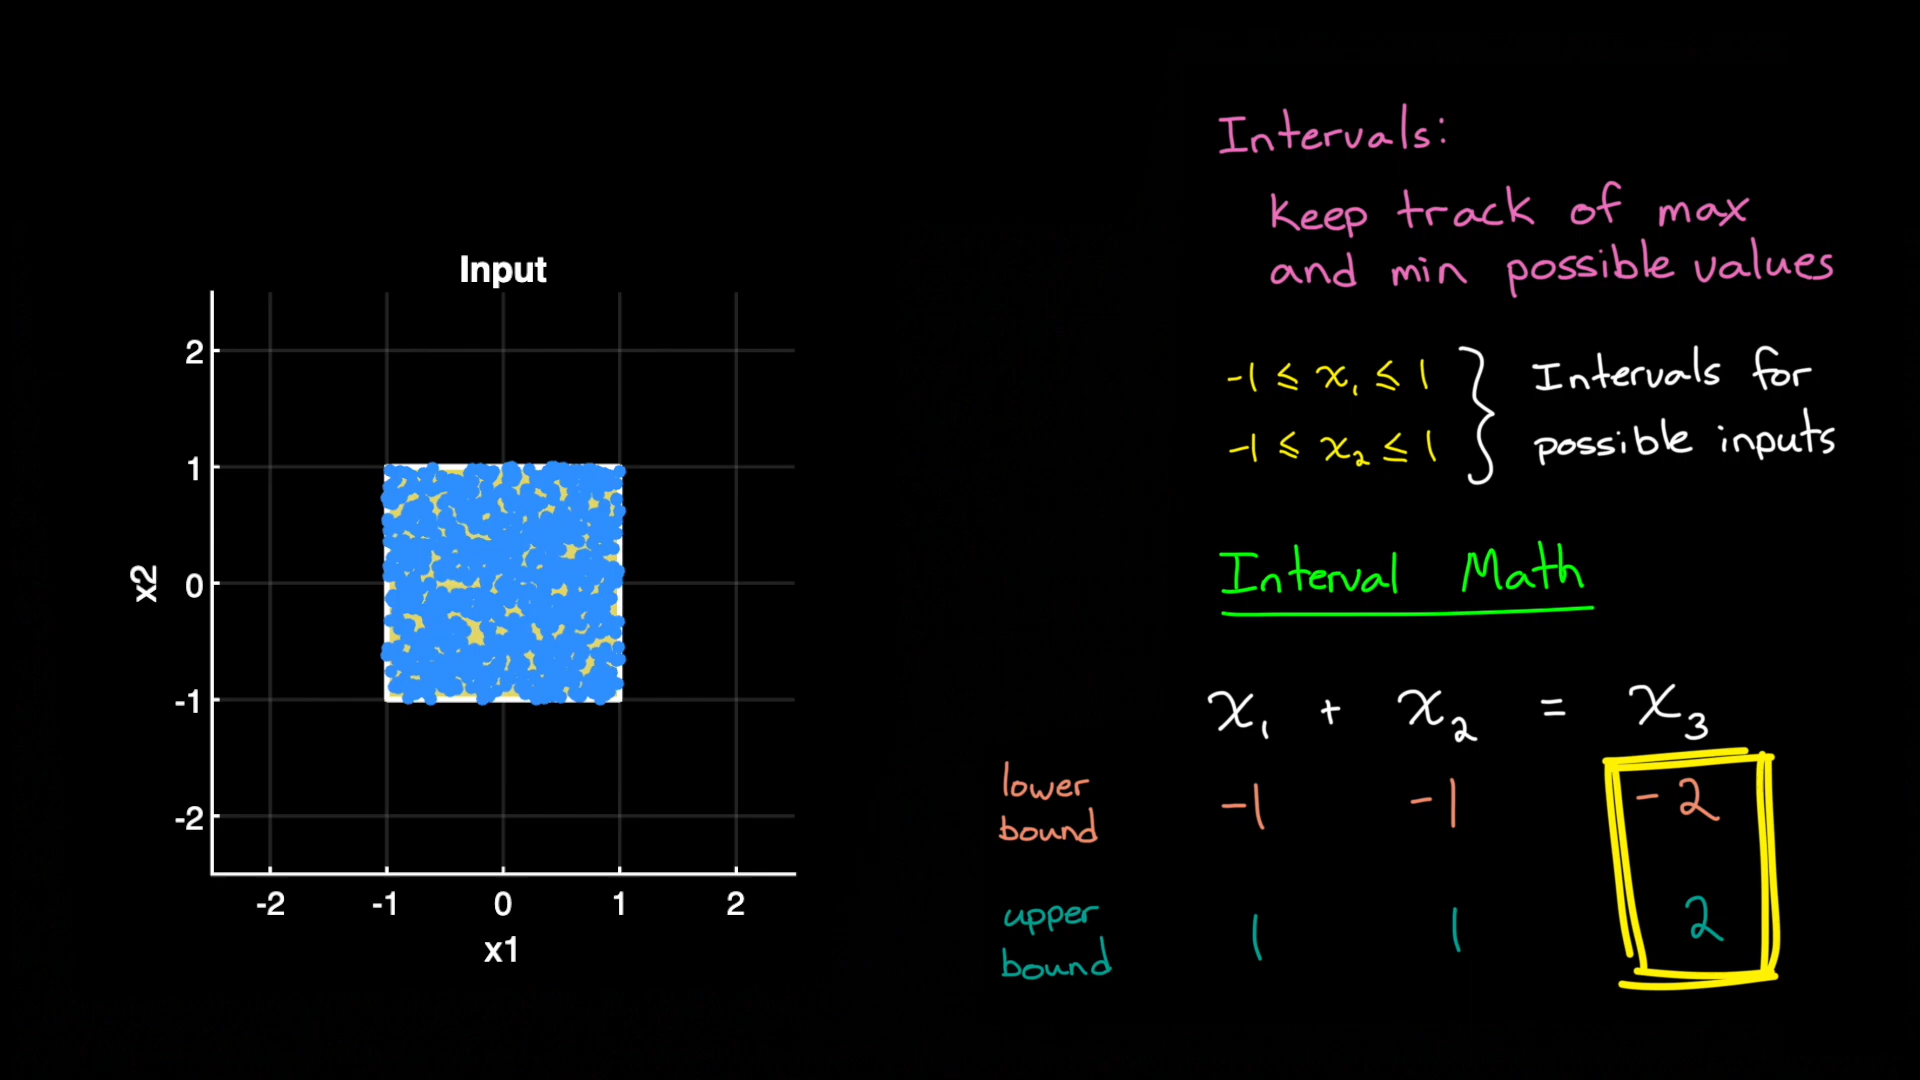 Input
2
1
0
-1
-2
x2
-2 -1 0 1 2
x1
Intervals:
keep track of max
and min possible values
-1 ≤ x₁ ≤ 1
-1 ≤ x₂ ≤ 1
Intervals for
possible inputs
Interval Math
x₁ + x₂ = x₃
lower
bound
-1 -1 -2
upper
bound
1 1 2